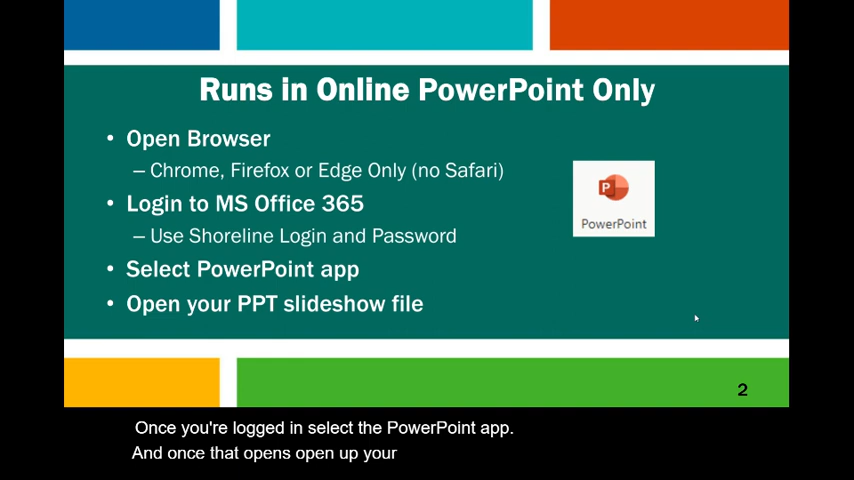 Runs in Online PowerPoint Only
• Open Browser
– Chrome, Firefox or Edge Only (no Safari)
• Login to MS Office 365
– Use Shoreline Login and Password
• Select PowerPoint app
• Open your PPT slideshow file
P
PowerPoint
2
Once you're logged in select the PowerPoint app.
And once that opens open up your